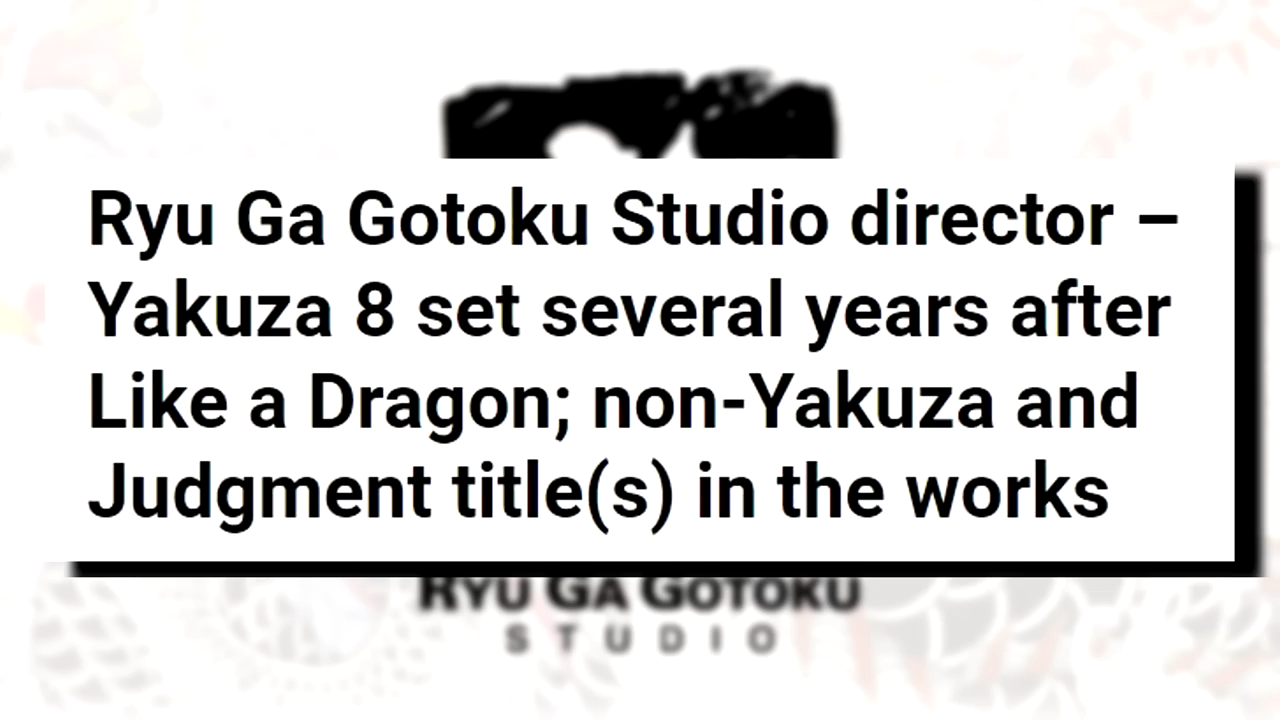 Ryu Ga Gotoku Studio director –
Yakuza 8 set several years after
Like a Dragon; non-Yakuza and
Judgment title(s) in the works
RYU GA GOTOKU
STUDIO